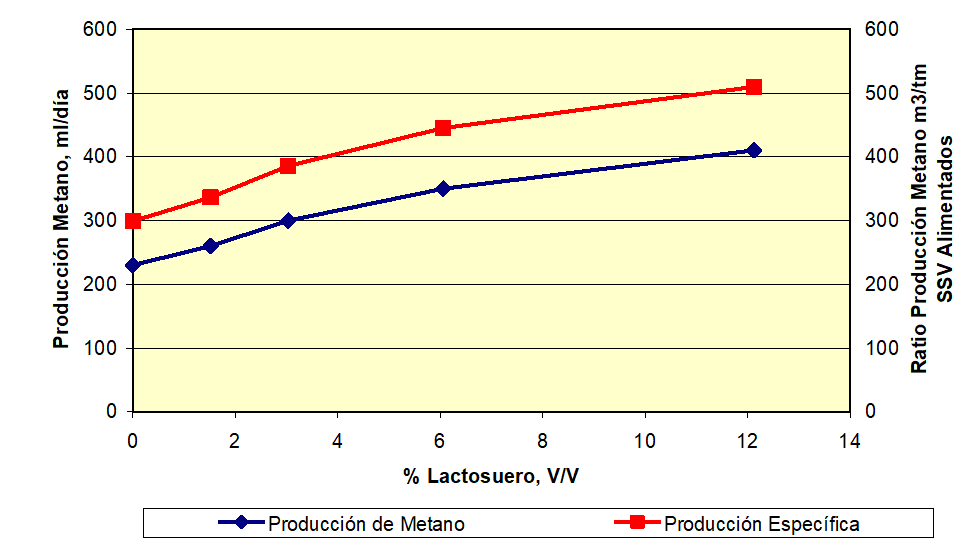 600
500
400
300
200
100
0
Producción Metano, ml/día
600
500
400
300
200
100
0
Ratio Producción Metano m3/tm
SSV Alimentados
0 2 4 6 8 10 12 14
% Lactosuero, V/V
Producción de Metano Producción Específica